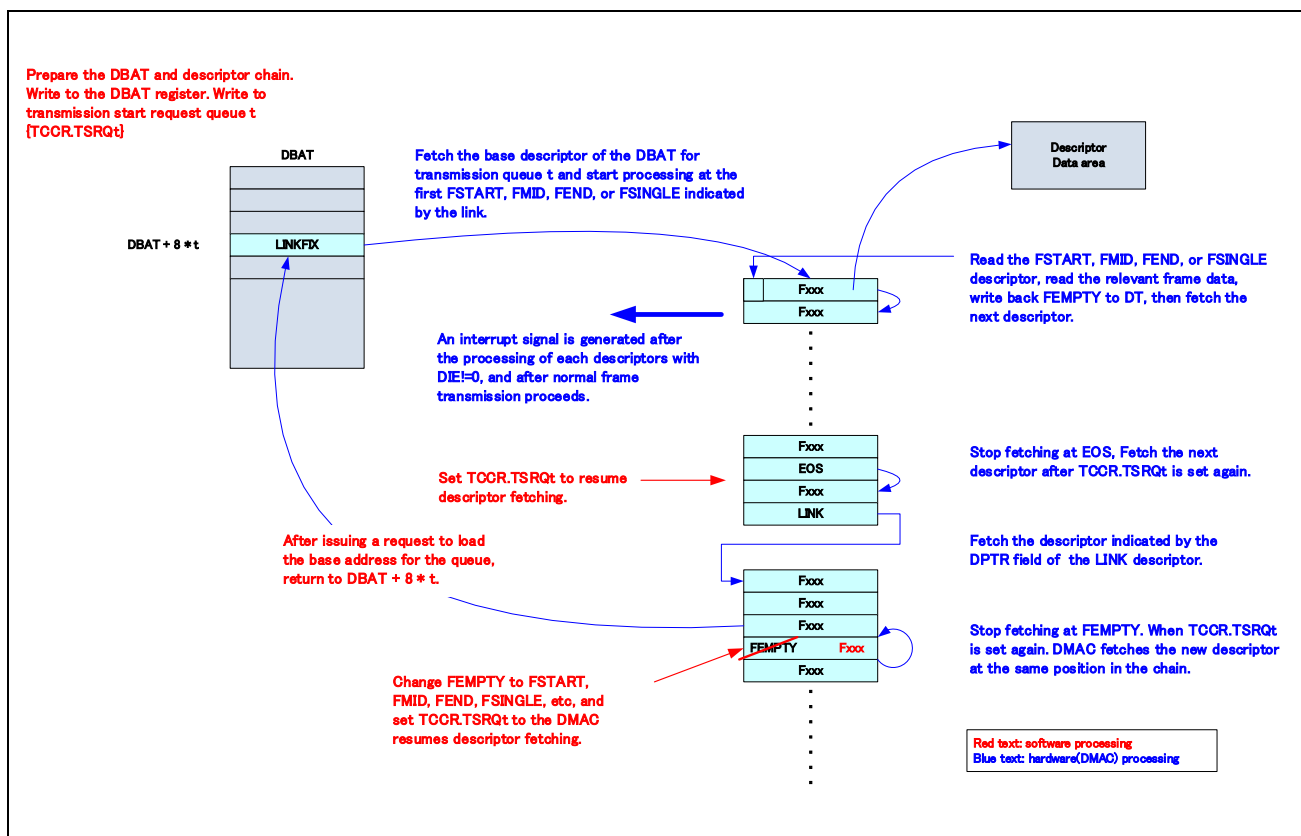 Prepare the DBAT and descriptor chain.
Write to the DBAT register. Write to
transmission start request queue t
{TCCR.TSRQt}
DBAT
DBAT + 8 * t
LINKFIX
Fetch the base descriptor of the DBAT for
transmission queue t and start processing at the
first FSTART, FMID, FEND, or FSINGLE indicated
by the link.
Descriptor
Data area
Read the FSTART, FMID, FEND, or FSINGLE
descriptor, read the relevant frame data,
write back FEMPTY to DT, then fetch the
next descriptor.
Fxxx
Fxxx
An interrupt signal is generated after
the processing of each descriptors with
DIE!=0, and after normal frame
transmission proceeds.
Fxxx
EOS
Fxxx
LINK
Set TCCR.TSRQt to resume
descriptor fetching.
Stop fetching at EOS, Fetch the next
descriptor after TCCR.TSRQt is set again.
After issuing a request to load
the base address for the queue,
return to DBAT + 8 * t.
Fetch the descriptor indicated by the
DPTR field of the LINK descriptor.
Fxxx
Fxxx
Fxxx
FEMPTY Fxxx
Fxxx
Stop fetching at FEMPTY. When TCCR.TSRQt
is set again. DMAC fetches the new descriptor
at the same position in the chain.
Change FEMPTY to FSTART,
FMID, FEND, FSINGLE, etc, and
set TCCR.TSRQt to the DMAC
resumes descriptor fetching.
Red text: software processing
Blue text: hardware(DMAC) processing